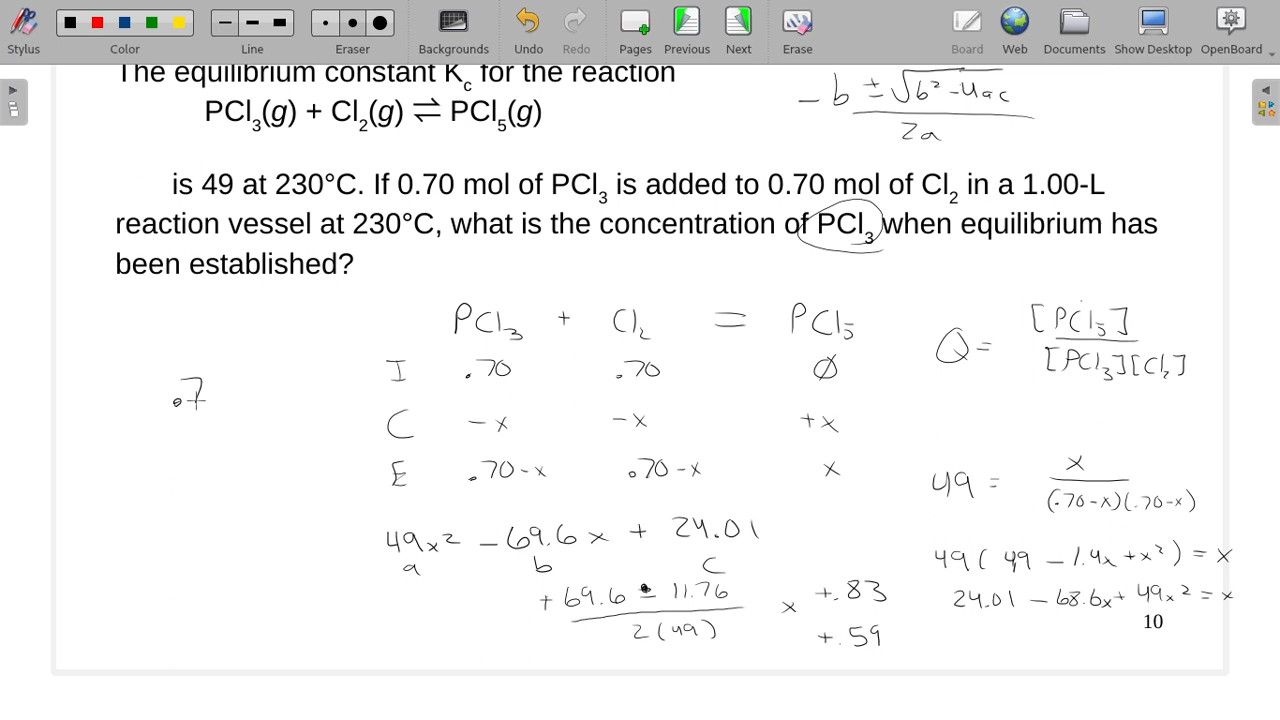 Stylus Color Line Eraser Backgrounds Undo Redo Pages Previous Next Erase Board Web Documents Show Desktop OpenBoard
The equilibrium constant Kc for the reaction
PCl3(g) + Cl2(g) ⇌ PCl5(g)
- b ± √b² - 4ac
2a
is 49 at 230°C. If 0.70 mol of PCl3 is added to 0.70 mol of Cl2 in a 1.00-L
reaction vessel at 230°C, what is the concentration of PCl3 when equilibrium has
been established?
PCl3 + Cl2 = PCl5
Q = [PCl5]
[PCl3][Cl2]
I .70 .70 Ø
.7
C -x -x +x
E .70-x .70-x x
49 = x
(.70-x)(.70-x)
49x² - 69.6x + 24.01
a b c
49(.49 - 1.4x + x²) = x
24.01 - 68.6x + 49x² = x
+69.6 ± 11.76
2(49)
x +.83
+.59
10